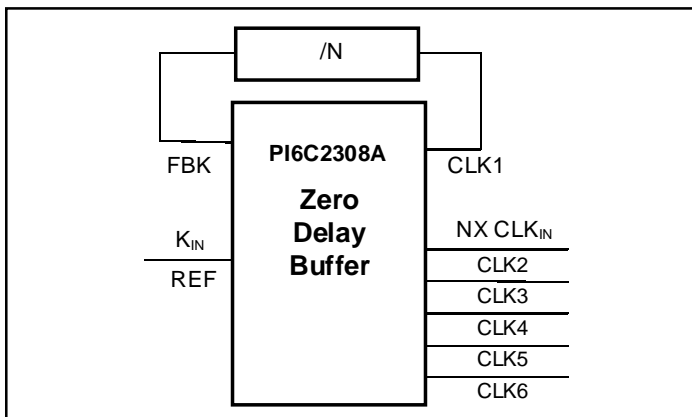 /N
FBK
PI6C2308A
CLK1
Zero
Delay
Buffer
K_IN
REF
NX CLK_IN
CLK2
CLK3
CLK4
CLK5
CLK6